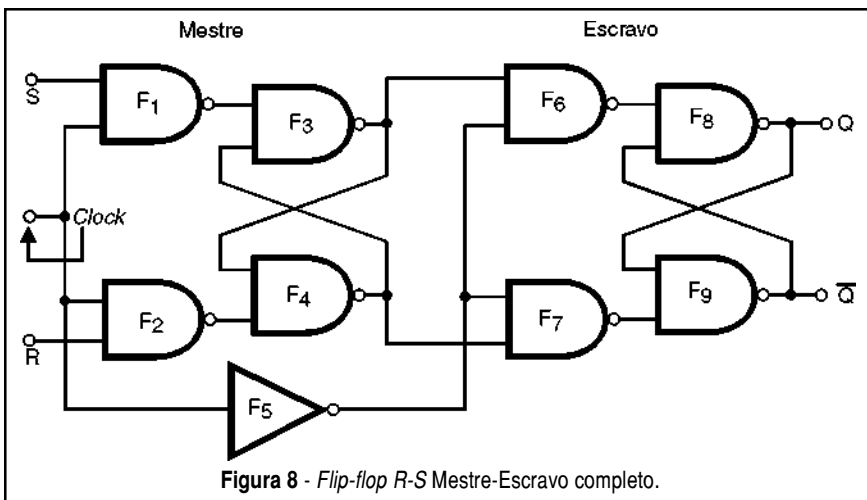 Mestre
Escravo
S
F1
F3
F6
F8
Q
Clock
F2
F4
F7
F9
Q̅
R
F5
Figura 8 - Flip-flop R-S Mestre-Escravo completo.